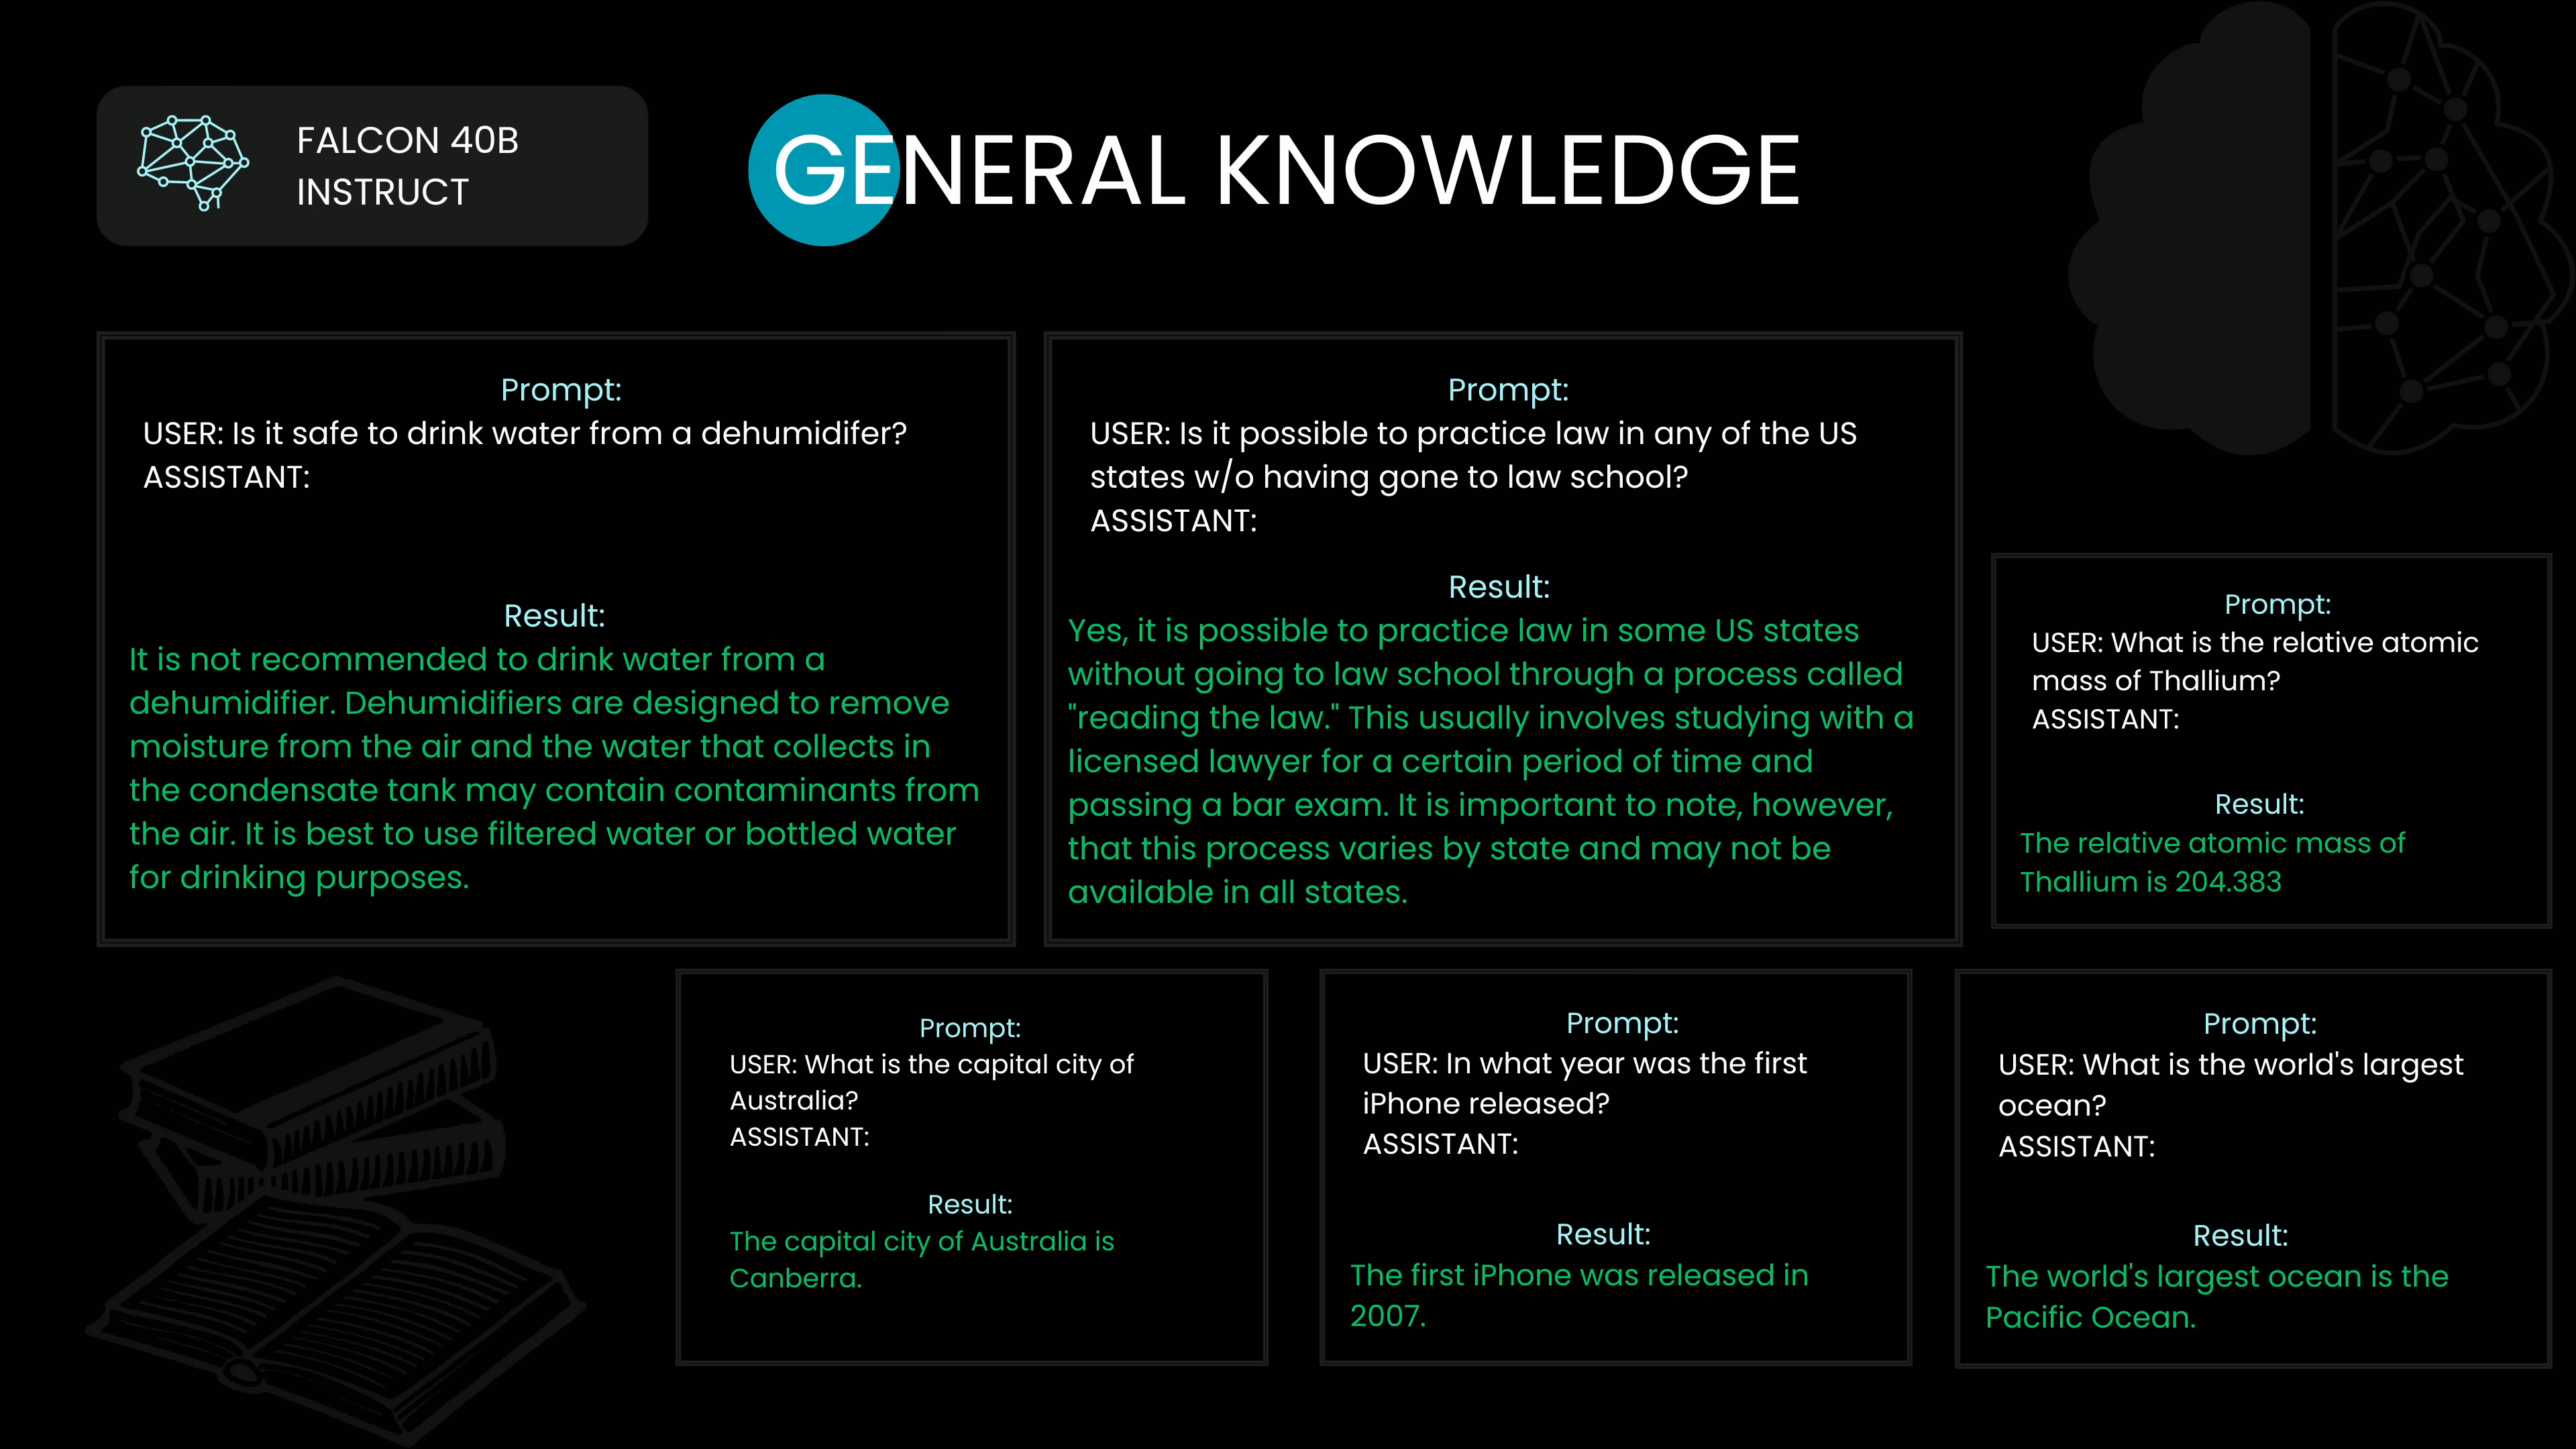 FALCON 40B
INSTRUCT
GENERAL KNOWLEDGE
Prompt:
USER: Is it safe to drink water from a dehumidifer?
ASSISTANT:
Result:
It is not recommended to drink water from a
dehumidifier. Dehumidifiers are designed to remove
moisture from the air and the water that collects in
the condensate tank may contain contaminants from
the air. It is best to use filtered water or bottled water
for drinking purposes.
Prompt:
USER: Is it possible to practice law in any of the US
states w/o having gone to law school?
ASSISTANT:
Result:
Yes, it is possible to practice law in some US states
without going to law school through a process called
"reading the law." This usually involves studying with a
licensed lawyer for a certain period of time and
passing a bar exam. It is important to note, however,
that this process varies by state and may not be
available in all states.
Prompt:
USER: What is the relative atomic
mass of Thallium?
ASSISTANT:
Result:
The relative atomic mass of
Thallium is 204.383
Prompt:
USER: What is the capital city of
Australia?
ASSISTANT:
Result:
The capital city of Australia is
Canberra.
Prompt:
USER: In what year was the first
iPhone released?
ASSISTANT:
Result:
The first iPhone was released in
2007.
Prompt:
USER: What is the world's largest
ocean?
ASSISTANT:
Result:
The world's largest ocean is the
Pacific Ocean.